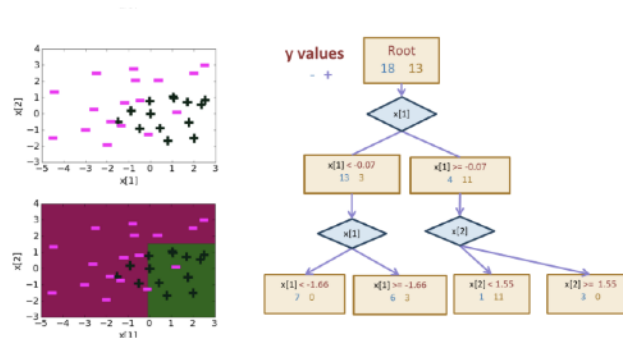 4
3
2
1
0
−1
−2
−3
x[2]
−5 −4 −3 −2 −1 0 1 2 3
x[1]
4
3
2
1
0
−1
−2
−3
x[2]
−5 −4 −3 −2 −1 0 1 2 3
x[1]
y values
- +
Root
18 13
x[1]
x[1] < -0.07
13 3
x[1] >= -0.07
4 11
x[1]
x[2]
x[1] < -1.66
7 0
x[1] >= -1.66
6 3
x[2] < 1.55
1 11
x[2] >= 1.55
3 0